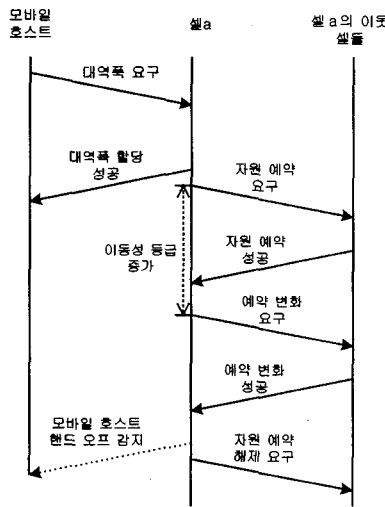 모바일
호스트
셀a
셀a의 이웃
셀들
대역폭 요구
대역폭 할당
성공
자원 예약
요구
이동성 등급
증가
자원 예약
성공
예약 변화
요구
예약 변화
성공
모바일 호스트
핸드 오프 감지
자원 예약
해제 요구